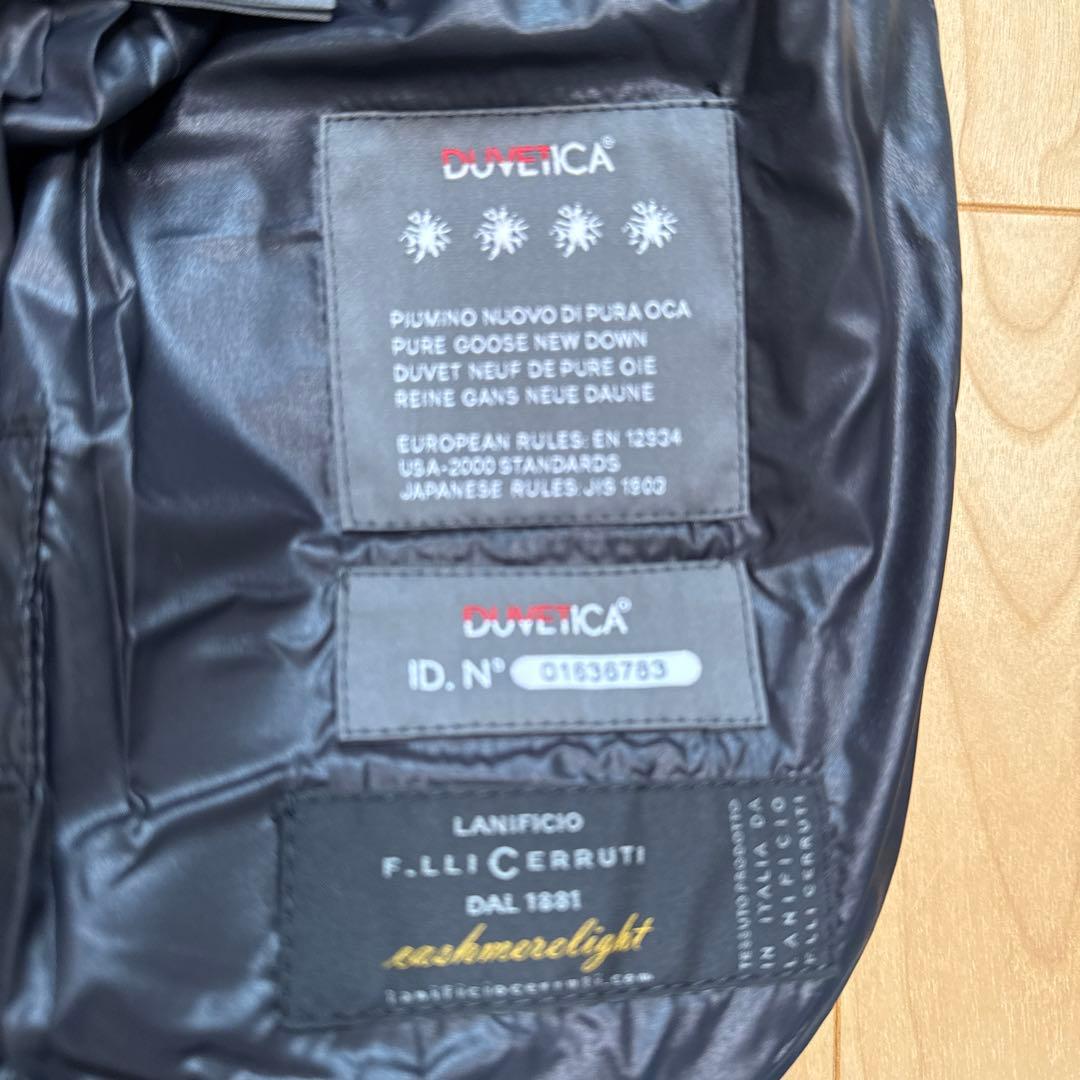 DUVETICA®
PIUMINO NUOVO DI PURA OCA
PURE GOOSE NEW DOWN
DUVET NEUF DE PURE OIE
REINE GANS NEUE DAUNE
EUROPEAN RULES: EN 12934
USA-2000 STANDARDS
JAPANESE RULES: JIS 1903
DUVETICA®
ID. N° 01636783
LANIFICIO
F.LLI CERRUTI
DAL 1881
cashmerelight
lanificiocerruti.com
TESSUTO PRODOTTO
IN ITALIA DA
LANIFICIO
F.LLI CERRUTI